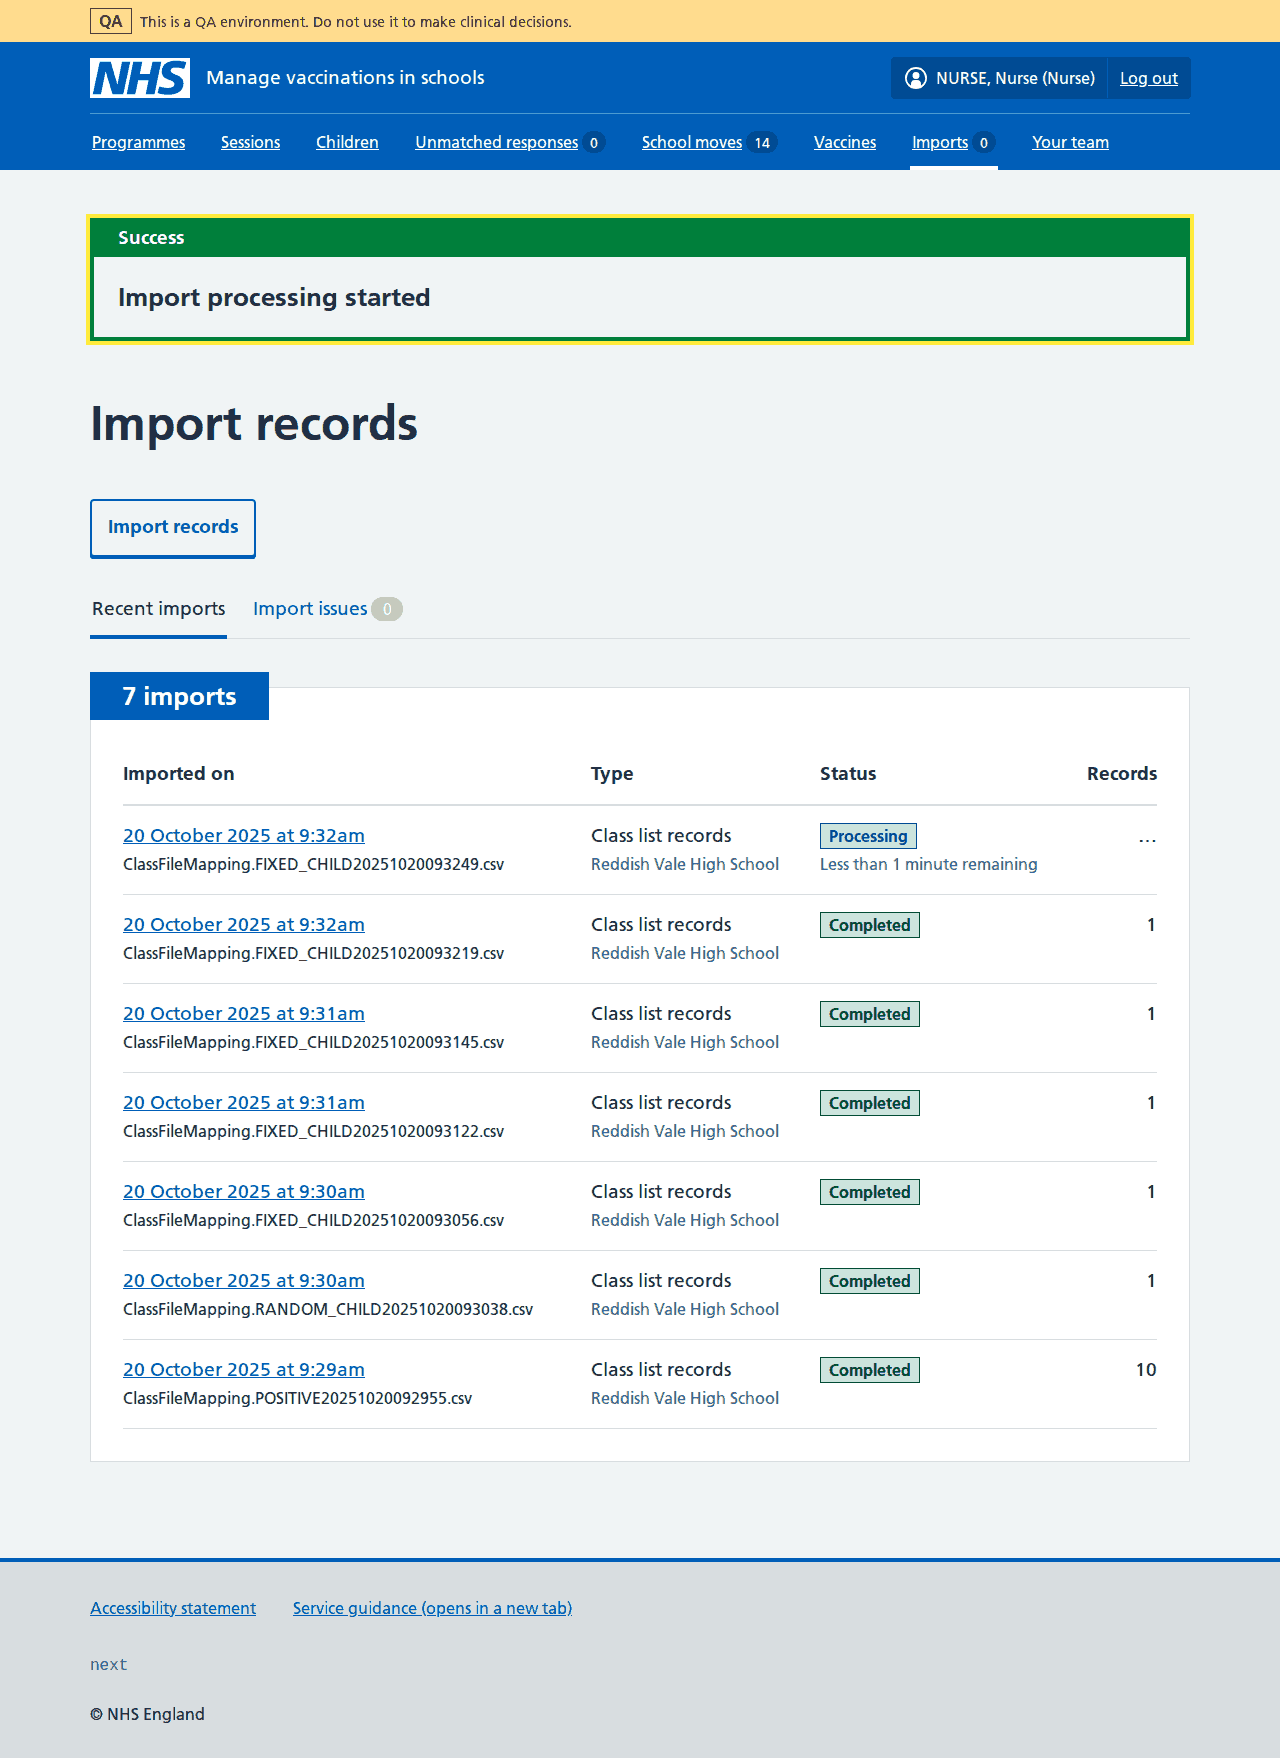 QA This is a QA environment. Do not use it to make clinical decisions.
NHS Manage vaccinations in schools NURSE, Nurse (Nurse) Log out
Programmes Sessions Children Unmatched responses 0 School moves 14 Vaccines Imports 0 Your team
Success
Import processing started
Import records
Import records
Recent imports Import issues 0
7 imports
Imported on Type Status Records
20 October 2025 at 9:32am Class list records Processing ...
ClassFileMapping.FIXED_CHILD20251020093249.csv Reddish Vale High School Less than 1 minute remaining
20 October 2025 at 9:32am Class list records Completed 1
ClassFileMapping.FIXED_CHILD20251020093219.csv Reddish Vale High School
20 October 2025 at 9:31am Class list records Completed 1
ClassFileMapping.FIXED_CHILD20251020093145.csv Reddish Vale High School
20 October 2025 at 9:31am Class list records Completed 1
ClassFileMapping.FIXED_CHILD20251020093122.csv Reddish Vale High School
20 October 2025 at 9:30am Class list records Completed 1
ClassFileMapping.FIXED_CHILD20251020093056.csv Reddish Vale High School
20 October 2025 at 9:30am Class list records Completed 1
ClassFileMapping.RANDOM_CHILD20251020093038.csv Reddish Vale High School
20 October 2025 at 9:29am Class list records Completed 10
ClassFileMapping.POSITIVE20251020092955.csv Reddish Vale High School
Accessibility statement Service guidance (opens in a new tab)
next
© NHS England